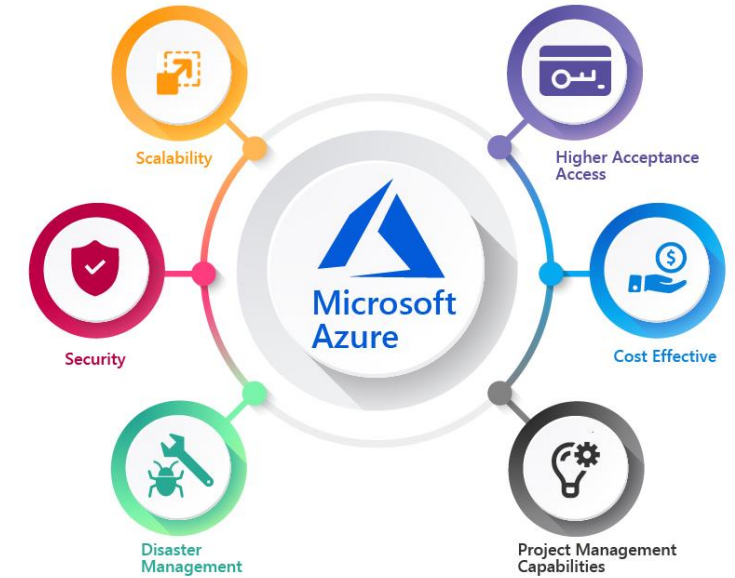 Scalability
Higher Acceptance
Access
Microsoft
Azure
$
Security
Cost Effective
Disaster
Management
Project Management
Capabilities